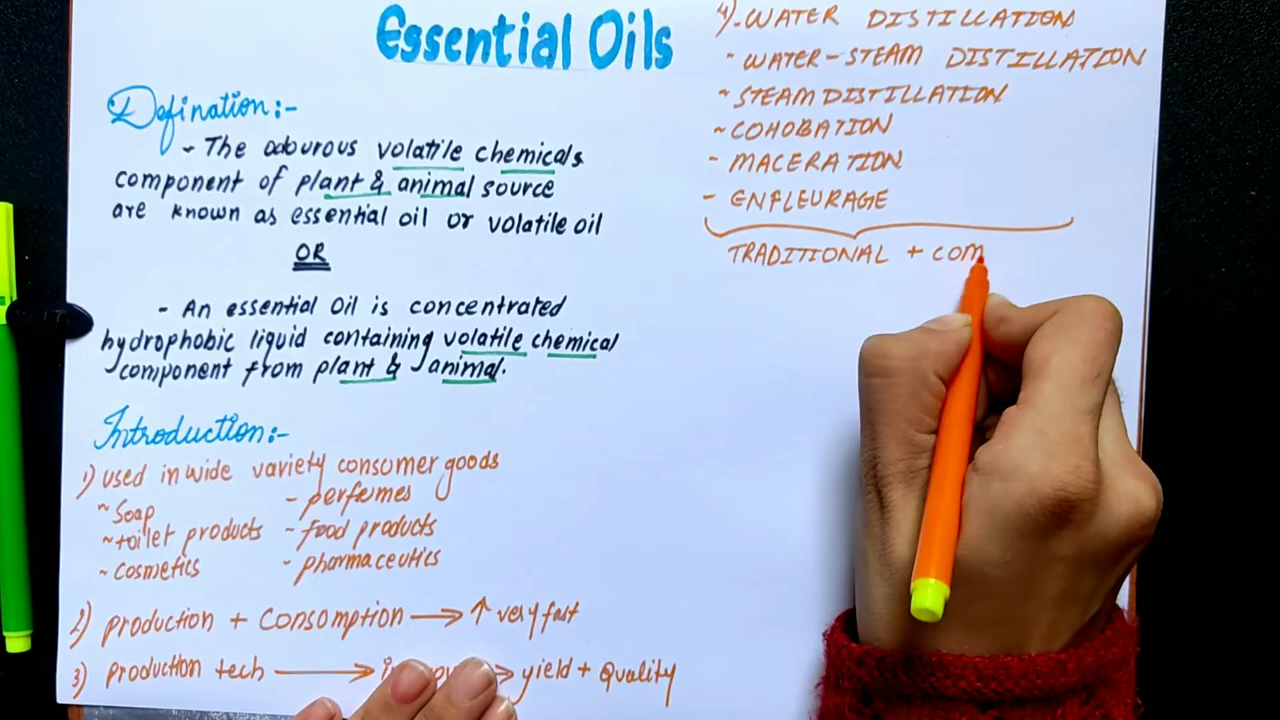 Essential Oils
Defination:-
- The odourous volatile chemicals
component of plant & animal source
are known as essential oil or volatile oil
OR
- An essential Oil is concentrated
hydrophobic liquid containing volatile chemical
component from plant & animal.
Introduction:-
1) used in wide variety consumer goods
~ Soap - perfumes
~ toilet products ~ food products
~ Cosmetics - pharmaceutics
2) production + Consumption → ↑ very fast
3) production tech → → yield + Quality
4). WATER DISTILLATION
- WATER-STEAM DISTILLATION
~ STEAM DISTILLATION
~ COHOBATION
- MACERATION
- ENFLEURAGE
TRADITIONAL + COM